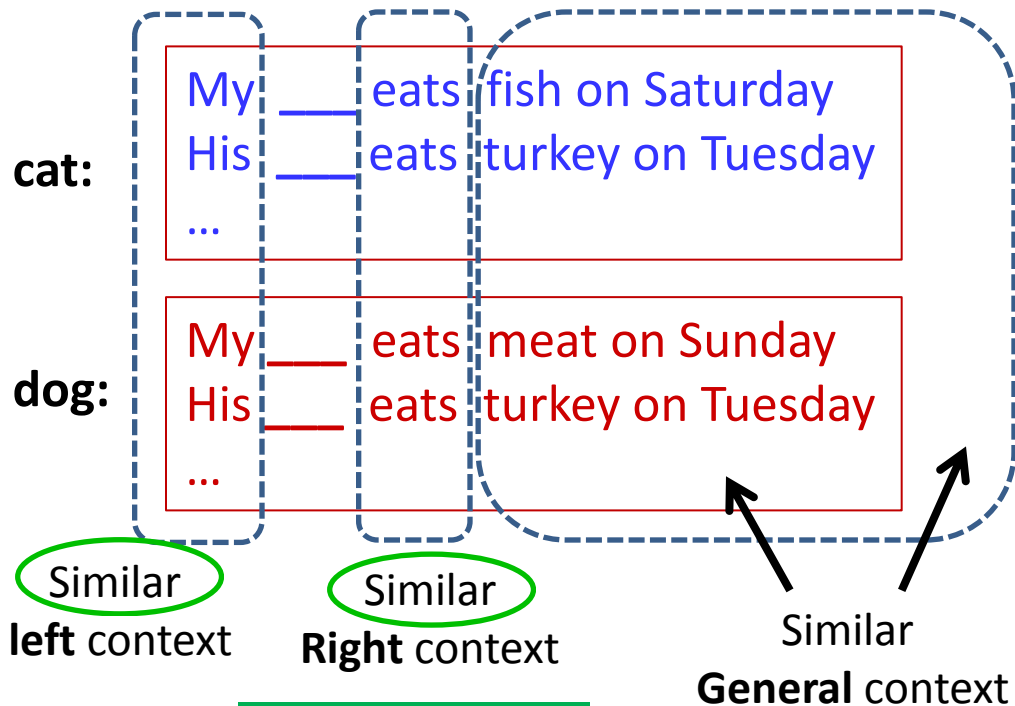 cat:
My ___ eats fish on Saturday
His ___ eats turkey on Tuesday
...
dog:
My ___ eats meat on Sunday
His ___ eats turkey on Tuesday
...
Similar
left context
Similar
Right context
Similar
General context